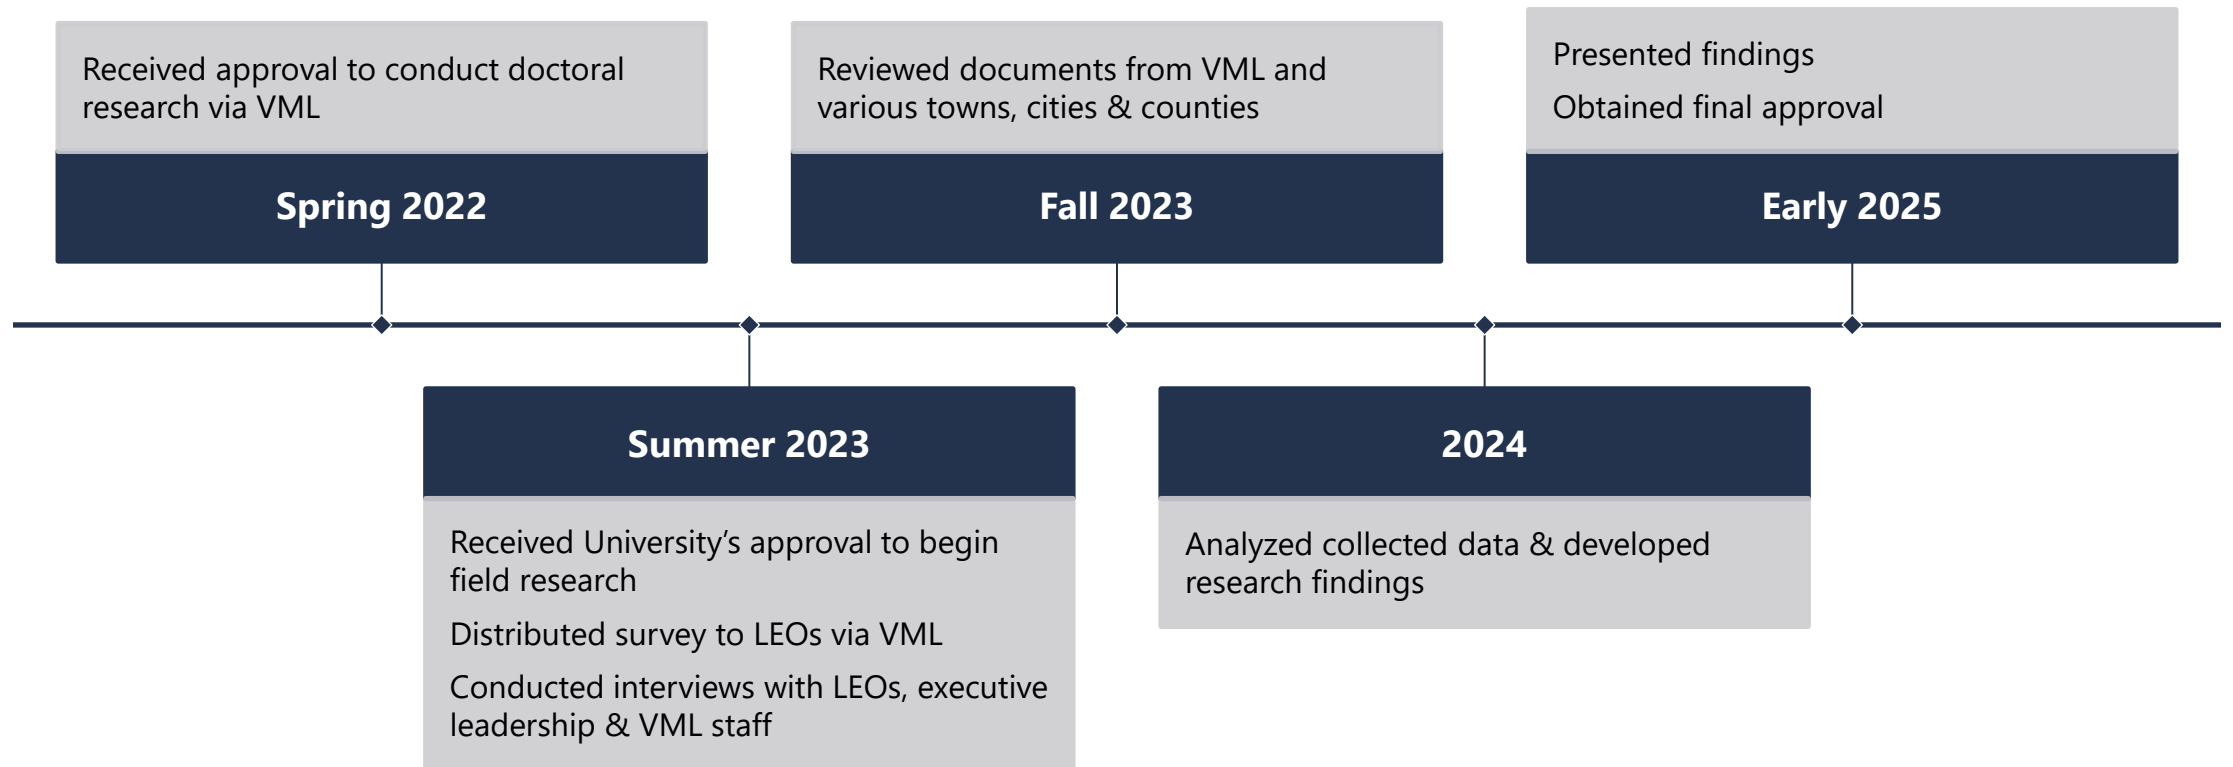 Received approval to conduct doctoral
research via VML
Spring 2022
Summer 2023
Received University’s approval to begin
field research
Distributed survey to LEOs via VML
Conducted interviews with LEOs, executive
leadership & VML staff
Reviewed documents from VML and
various towns, cities & counties
Fall 2023
2024
Analyzed collected data & developed
research findings
Presented findings
Obtained final approval
Early 2025